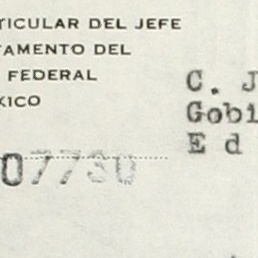 TICULAR DEL JEFE
TAMENTO DEL
FEDERAL
XICO
C. J
Gobi
E d
07730